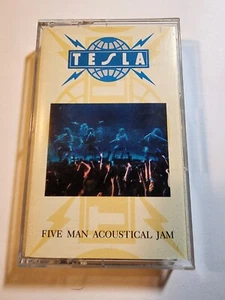 TESLA
FIVE MAN ACOUSTICAL JAM